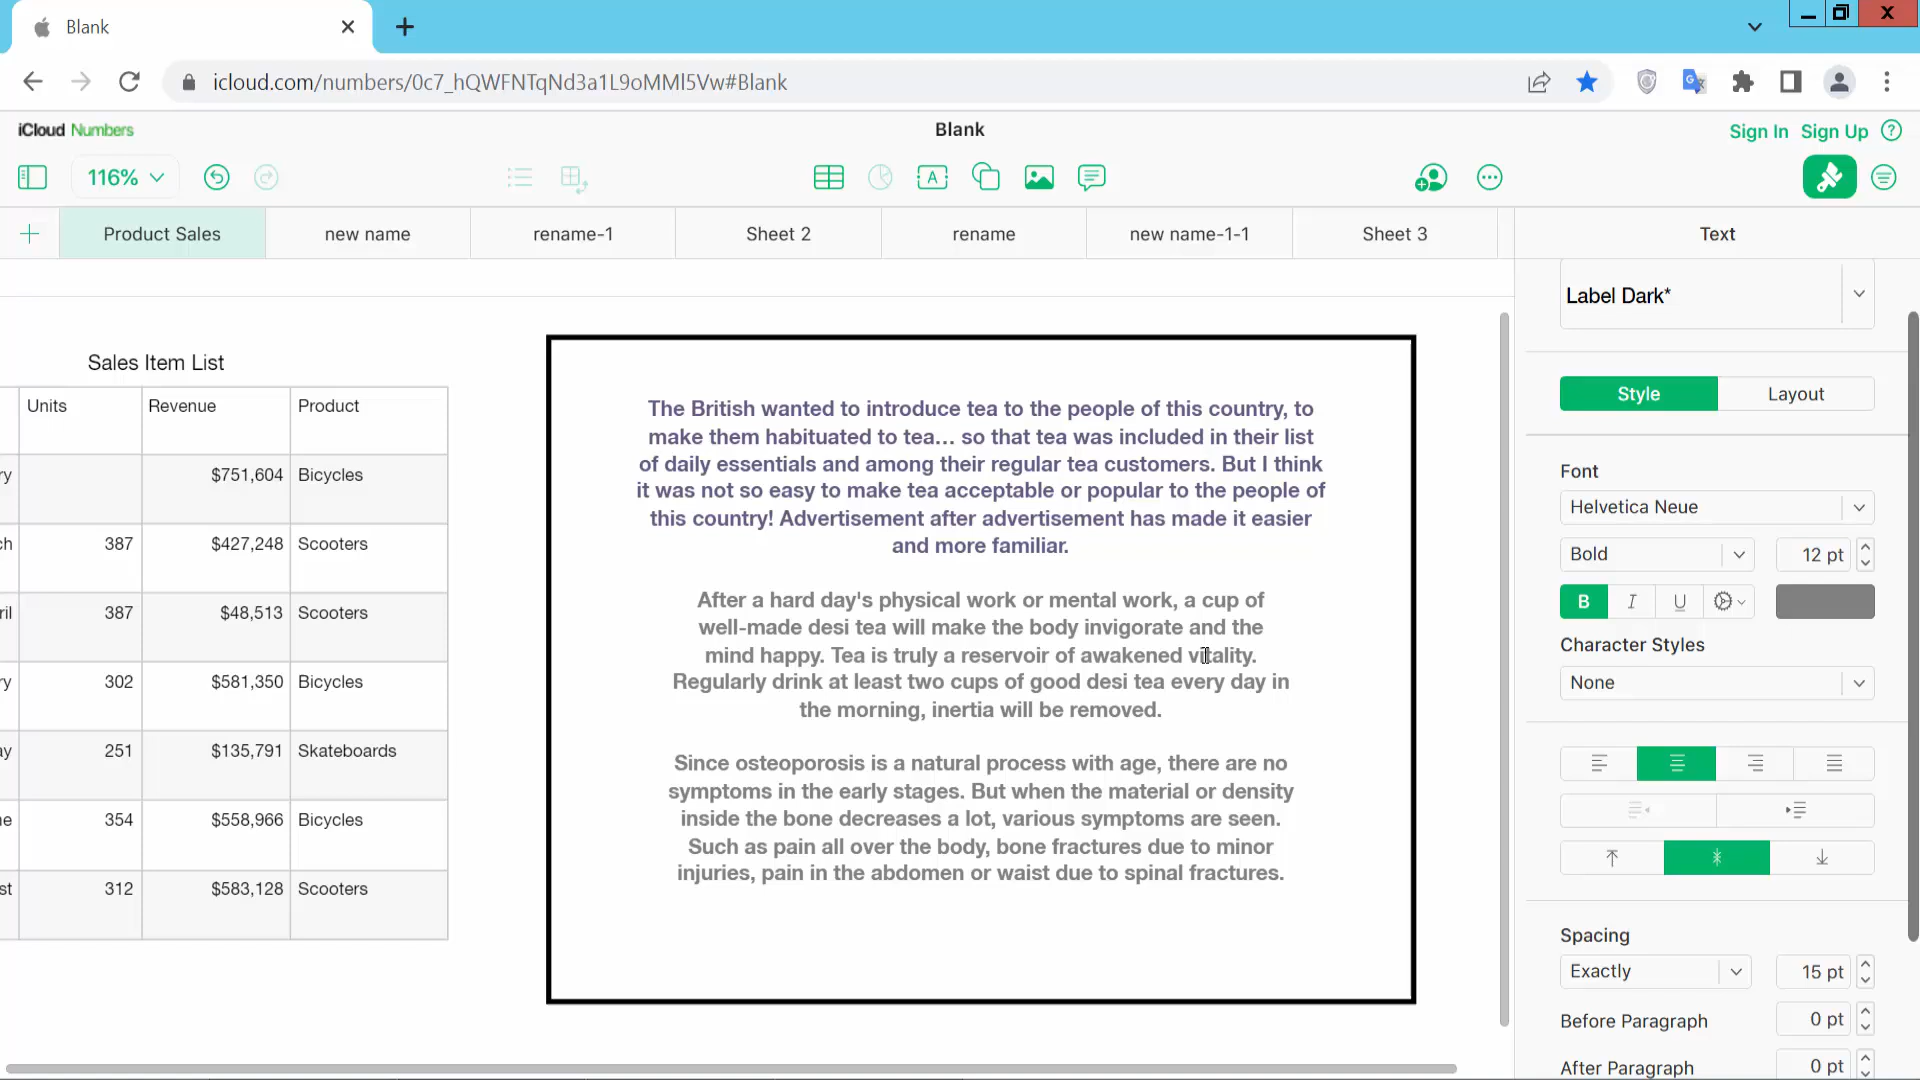 Blank
icloud.com/numbers/0c7_hQWFNTqNd3a1L9oMMl5Vw#Blank
iCloud Numbers
Blank
Sign In Sign Up
116%
Product Sales
new name
rename-1
Sheet 2
rename
new name-1-1
Sheet 3
Text
Sales Item List
Units Revenue Product
ry $751,604 Bicycles
ch 387 $427,248 Scooters
ril 387 $48,513 Scooters
ry 302 $581,350 Bicycles
ay 251 $135,791 Skateboards
ne 354 $558,966 Bicycles
st 312 $583,128 Scooters
The British wanted to introduce tea to the people of this country, to
make them habituated to tea... so that tea was included in their list
of daily essentials and among their regular tea customers. But I think
it was not so easy to make tea acceptable or popular to the people of
this country! Advertisement after advertisement has made it easier
and more familiar.
After a hard day's physical work or mental work, a cup of
well-made desi tea will make the body invigorate and the
mind happy. Tea is truly a reservoir of awakened vitality.
Regularly drink at least two cups of good desi tea every day in
the morning, inertia will be removed.
Since osteoporosis is a natural process with age, there are no
symptoms in the early stages. But when the material or density
inside the bone decreases a lot, various symptoms are seen.
Such as pain all over the body, bone fractures due to minor
injuries, pain in the abdomen or waist due to spinal fractures.
Label Dark*
Style Layout
Font
Helvetica Neue
Bold 12 pt
B I U
Character Styles
None
Spacing
Exactly 15 pt
Before Paragraph 0 pt
After Paragraph 0 pt